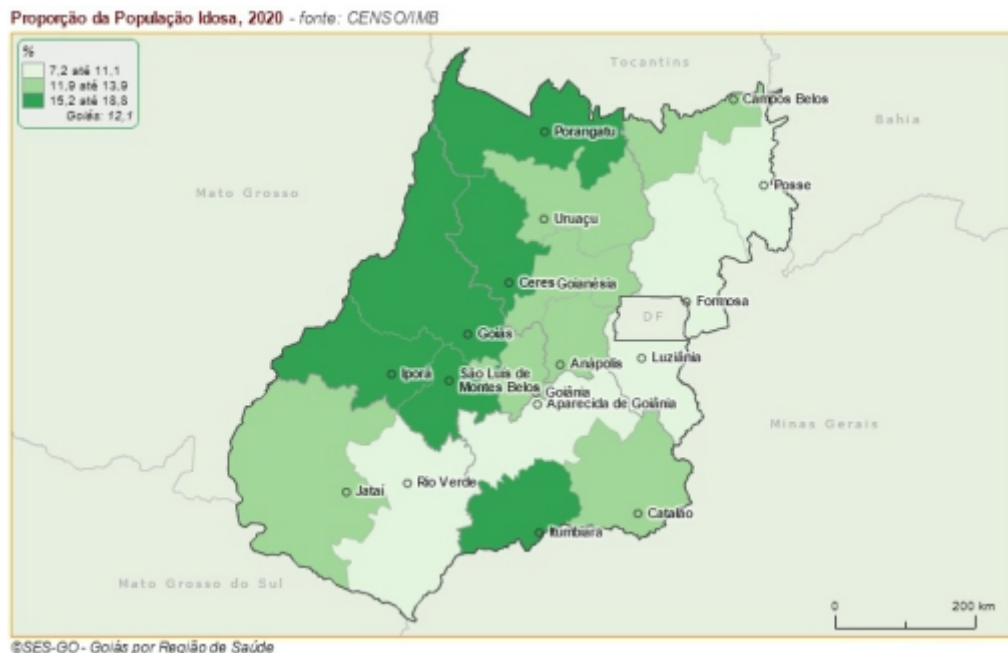 Proporção da População Idosa, 2020 - fonte: CENSO/IMB
%
7,2 até 11,1
11,9 até 13,9
15,2 até 18,8
Goiás: 12,1
Tocantins
Campos Belos
Bahia
Porangatu
Mato Grosso
Posse
Uruaçu
Ceres
Goianésia
Formosa
DF
Goiás
Luziânia
Anápolis
Iporá
São Luís de
Montes Belos
Goiânia
Aparecida de Goiânia
Minas Gerais
Rio Verde
Jataí
Catalão
Itumbiara
Mato Grosso do Sul
0 200 km
©SES-GO - Goiás por Região de Saúde